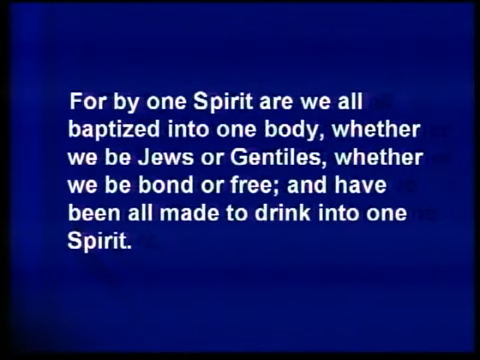 For by one Spirit are we all
baptized into one body, whether
we be Jews or Gentiles, whether
we be bond or free; and have
been all made to drink into one
Spirit.